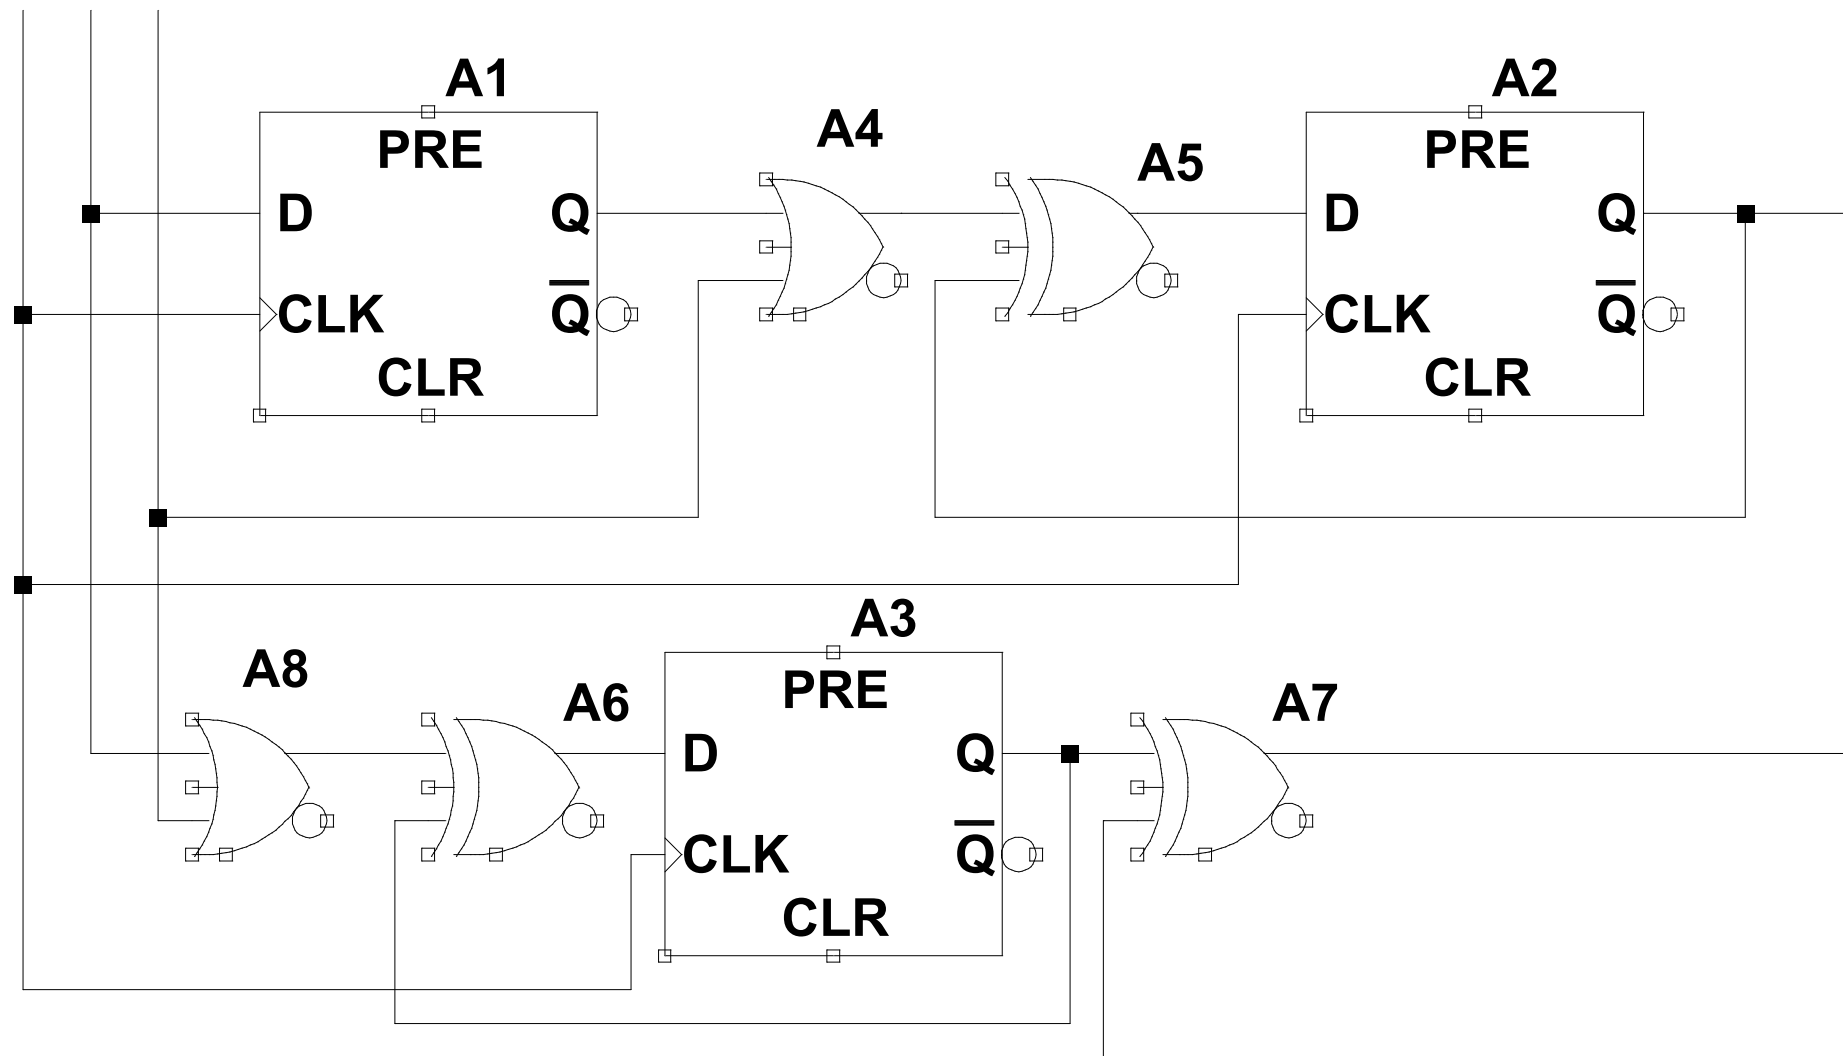 A1
PRE
D
Q
CLK
Q̅
CLR
A4
A5
A2
PRE
D
Q
CLK
Q̅
CLR
A8
A6
A3
PRE
D
Q
CLK
Q̅
CLR
A7